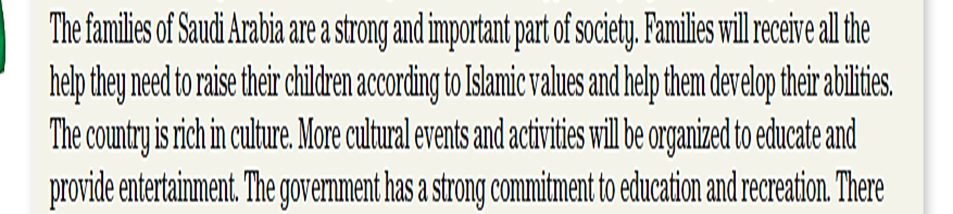 The families of Saudi Arabia are a strong and important part of society. Families will receive all the
help they need to raise their children according to Islamic values and help them develop their abilities.
The country is rich in culture. More cultural events and activities will be organized to educate and
provide entertainment. The government has a strong commitment to education and recreation. There